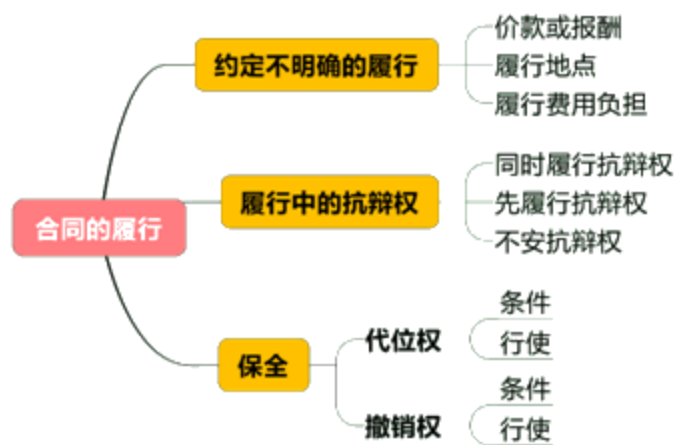 价款或报酬
约定不明确的履行
履行地点
履行费用负担
同时履行抗辩权
履行中的抗辩权
先履行抗辩权
不安抗辩权
合同的履行
条件
代位权
行使
保全
条件
撤销权
行使